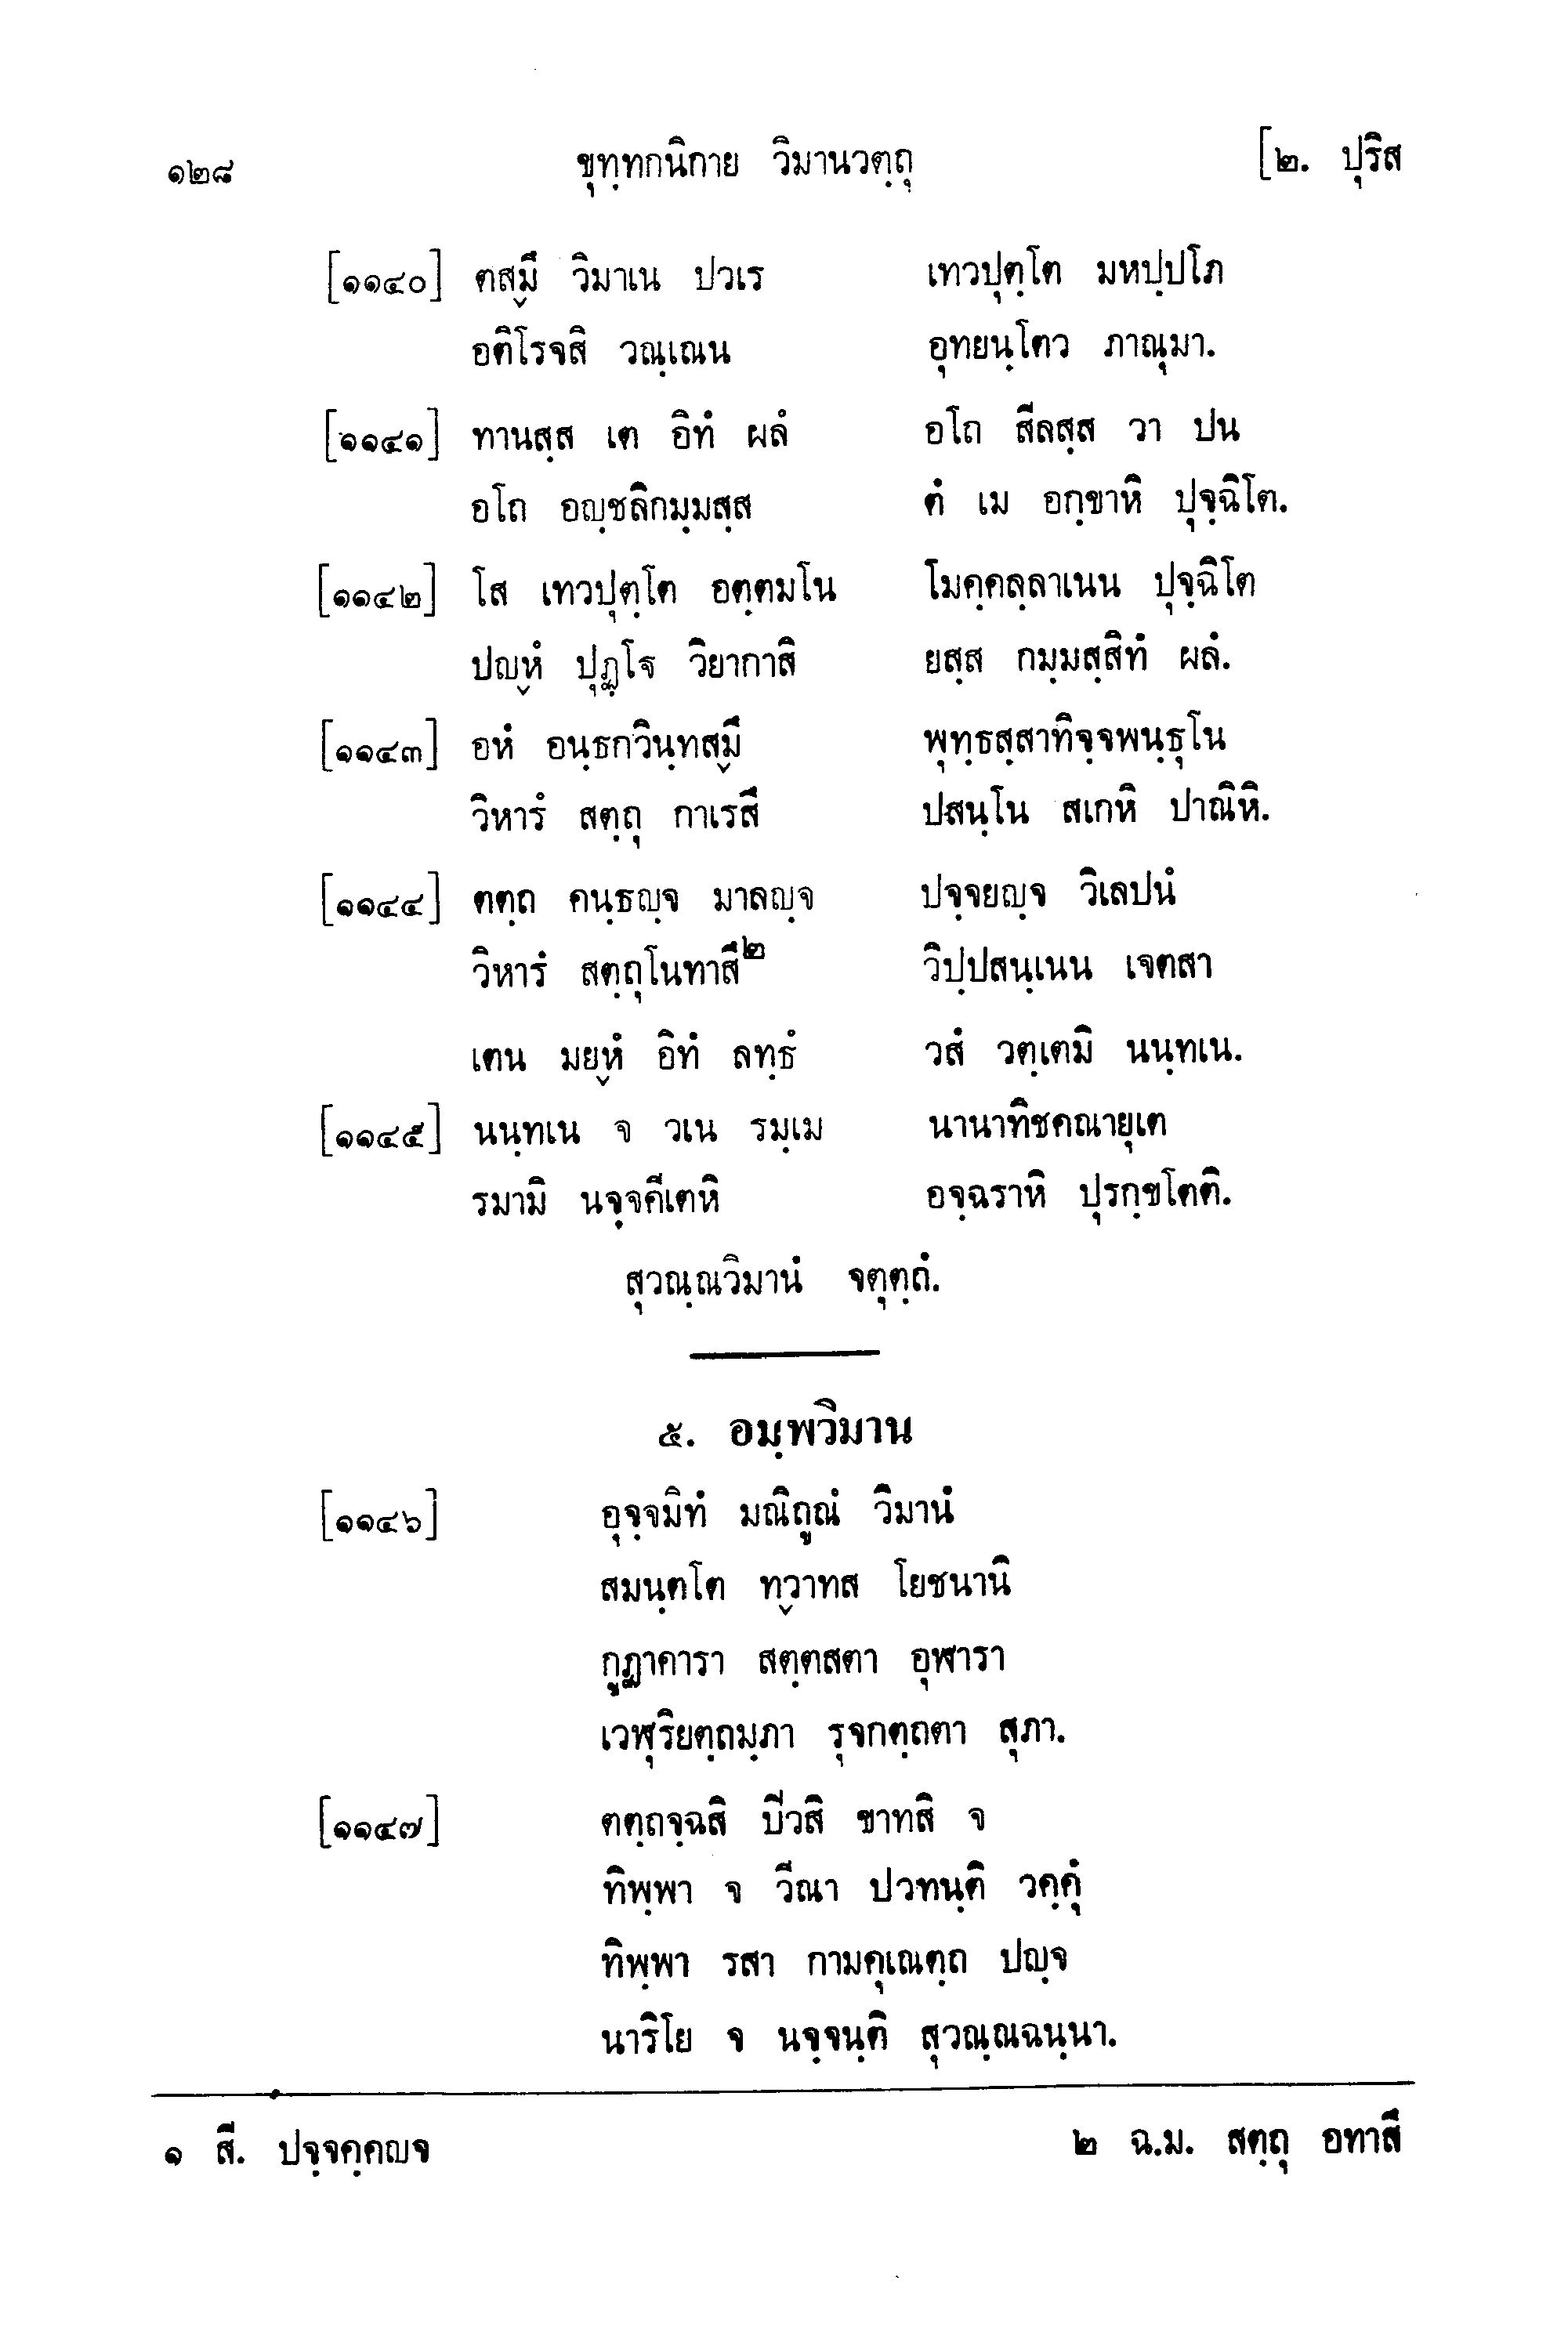 ๑๒๘ ขุทฺทกนิกาย วิมานวตฺถุ [๒. ปุริส
[๑๑๔๐] ตสฺมึ วิมาเน ปวเร เทวปุตฺโต มหปฺปโภ
อติโรจสิ วณฺเณน อุทยนฺโตว ภาณุมา.
[๑๑๔๑] ทานสฺส เต อิทํ ผลํ อโถ สีลสฺส วา ปน
อโถ อญฺชลิกมฺมสฺส ตํ เม อกฺขาหิ ปุจฺฉิโต.
[๑๑๔๒] โส เทวปุตฺโต อตฺตมโน โมคฺคลฺลาเนน ปุจฺฉิโต
ปญฺหํ ปุฏฺโฐ วิยากาสิ ยสฺส กมฺมสฺสิทํ ผลํ.
[๑๑๔๓] อหํ อนฺธกวินฺทสฺมึ พุทฺธสฺสาทิจฺจพนฺธุโน
วิหารํ สตฺถุ กาเรสึ ปสนฺโน สเกหิ ปาณิหิ.
[๑๑๔๔] ตตฺถ คนฺธญฺจ มาลญฺจ ปจฺจยญฺจ วิเลปนํ
วิหารํ สตฺถุโนทาสึ๒ วิปฺปสนฺเนน เจตสา
เตน มยฺหํ อิทํ ลทฺธํ วสํ วตฺเตมิ นนฺทเน.
[๑๑๔๕] นนฺทเน จ วเน รมฺเม นานาทิชคณายุเต
รมามิ นจฺจคีเตหิ อจฺฉราหิ ปุรกฺขโตติ.
สุวณฺณวิมานํ จตุตฺถํ.
๕. อมฺพวิมาน
[๑๑๔๖] อุจฺจมิทํ มณิถูณํ วิมานํ
สมนฺตโต ทฺวาทส โยชนานิ
กูฏาคารา สตฺตสตา อุฬารา
เวฬุริยตฺถมฺภา รุจกตฺถตา สุภา.
[๑๑๔๗] ตตฺถจฺฉสิ ปีวสิ ขาทสิ จ
ทิพฺพา จ วีณา ปวทนฺติ วคฺคุํ
ทิพฺพา รสา กามคุเณตฺถ ปญฺจ
นาริโย จ นจฺจนฺติ สุวณฺณฉนฺนา.
๑ สี. ปจฺจคฺคญจ ๒ ฉ.ม. สตฺถุ อทาสึ